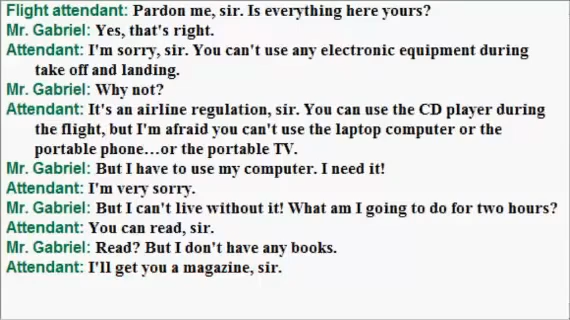 Flight attendant: Pardon me, sir. Is everything here yours?
Mr. Gabriel: Yes, that's right.
Attendant: I'm sorry, sir. You can't use any electronic equipment during
take off and landing.
Mr. Gabriel: Why not?
Attendant: It's an airline regulation, sir. You can use the CD player during
the flight, but I'm afraid you can't use the laptop computer or the
portable phone…or the portable TV.
Mr. Gabriel: But I have to use my computer. I need it!
Attendant: I'm very sorry.
Mr. Gabriel: But I can't live without it! What am I going to do for two hours?
Attendant: You can read, sir.
Mr. Gabriel: Read? But I don't have any books.
Attendant: I'll get you a magazine, sir.